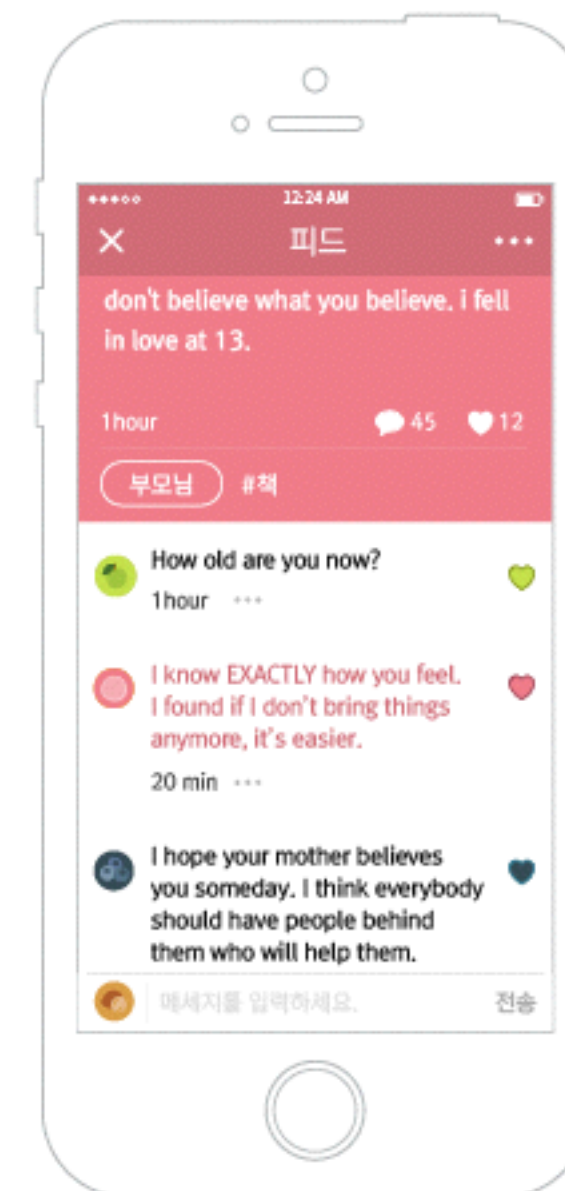 12:24 AM
피드
don't believe what you believe. i fell
in love at 13.
1hour 45 12
부모님 #책
How old are you now?
1hour
I know EXACTLY how you feel.
I found if I don't bring things
anymore, it's easier.
20 min
I hope your mother believes
you someday. I think everybody
should have people behind
them who will help them.
메세지를 입력하세요. 전송